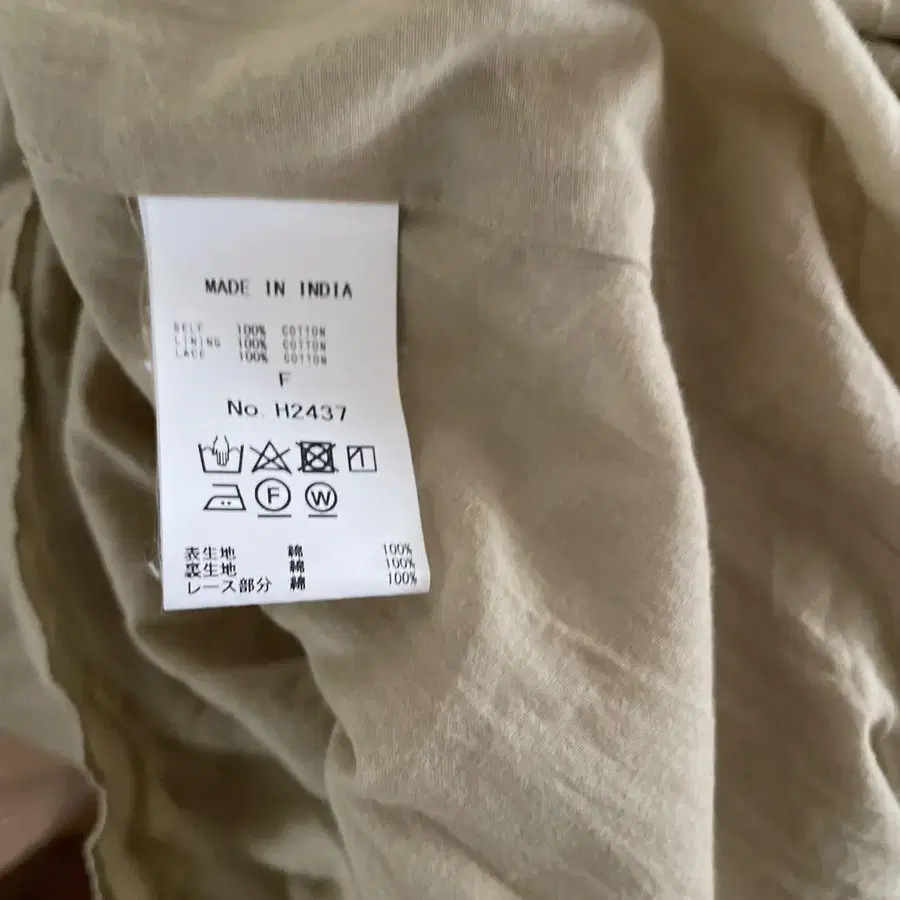 MADE IN INDIA
SELF 100% COTTON
LINING 100% COTTON
LACE 100% COTTON
F
No. H2437
F W
表生地 綿 100%
裏生地 綿 100%
レース部分 綿 100%